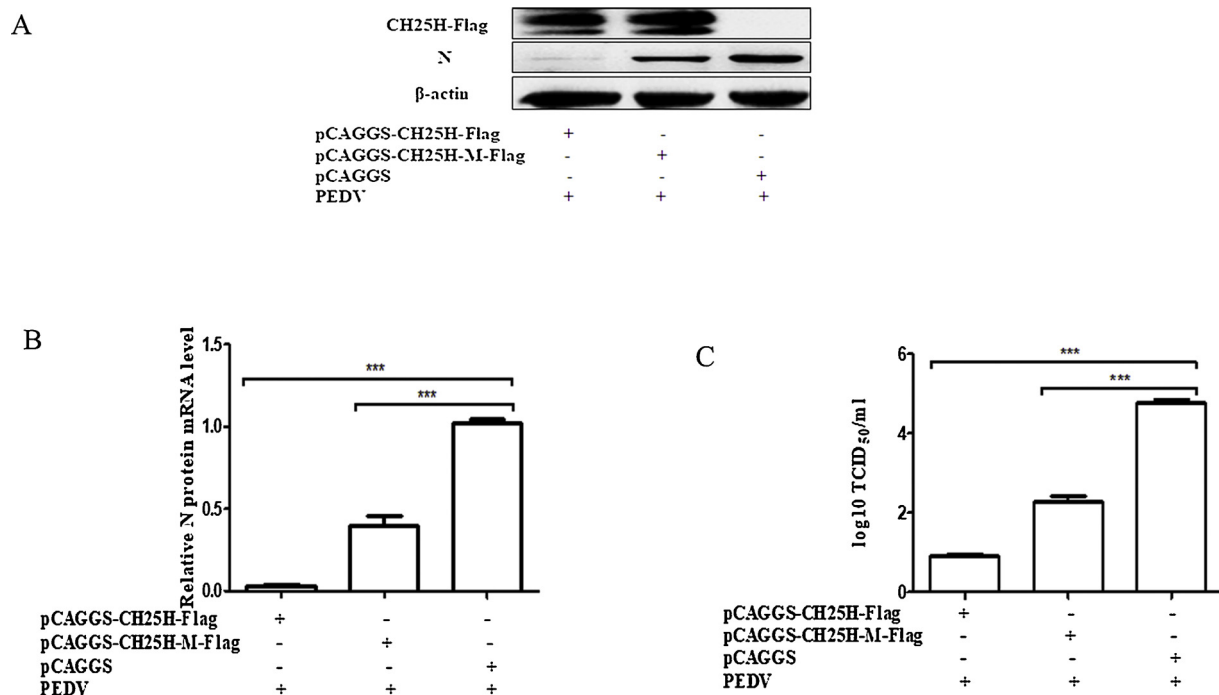 A
CH25H-Flag
N
β-actin
pCAGGS-CH25H-Flag + - -
pCAGGS-CH25H-M-Flag - + -
pCAGGS - - +
PEDV + + +
B
Relative N protein mRNA level
1.5
1.0
0.5
0.0
***
***
pCAGGS-CH25H-Flag + - -
pCAGGS-CH25H-M-Flag - + -
pCAGGS - - +
PEDV + + +
C
log10 TCID50/ml
6
4
2
0
***
***
pCAGGS-CH25H-Flag + - -
pCAGGS-CH25H-M-Flag - + -
pCAGGS - - +
PEDV + + +